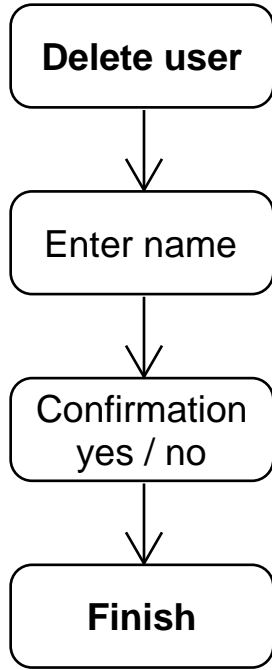 Delete user
Enter name
Confirmation
yes / no
Finish